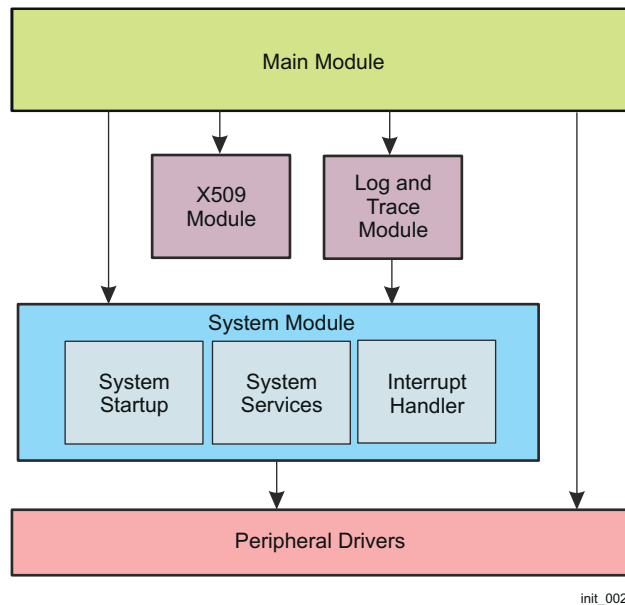 Main Module
X509
Module
Log and
Trace
Module
System Module
System
Startup
System
Services
Interrupt
Handler
Peripheral Drivers
init_002